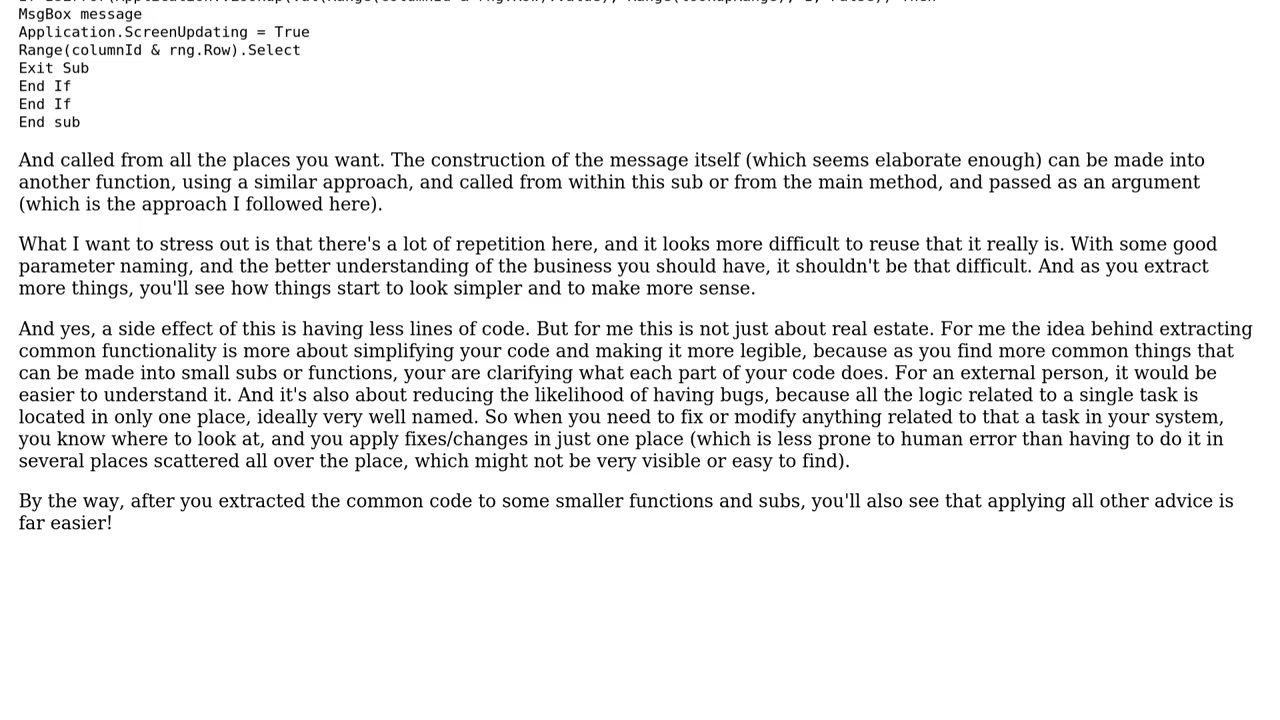 MsgBox message
Application.ScreenUpdating = True
Range(columnId & rng.Row).Select
Exit Sub
End If
End If
End sub
And called from all the places you want. The construction of the message itself (which seems elaborate enough) can be made into
another function, using a similar approach, and called from within this sub or from the main method, and passed as an argument
(which is the approach I followed here).
What I want to stress out is that there's a lot of repetition here, and it looks more difficult to reuse that it really is. With some good
parameter naming, and the better understanding of the business you should have, it shouldn't be that difficult. And as you extract
more things, you'll see how things start to look simpler and to make more sense.
And yes, a side effect of this is having less lines of code. But for me this is not just about real estate. For me the idea behind extracting
common functionality is more about simplifying your code and making it more legible, because as you find more common things that
can be made into small subs or functions, your are clarifying what each part of your code does. For an external person, it would be
easier to understand it. And it's also about reducing the likelihood of having bugs, because all the logic related to a single task is
located in only one place, ideally very well named. So when you need to fix or modify anything related to that a task in your system,
you know where to look at, and you apply fixes/changes in just one place (which is less prone to human error than having to do it in
several places scattered all over the place, which might not be very visible or easy to find).
By the way, after you extracted the common code to some smaller functions and subs, you'll also see that applying all other advice is
far easier!